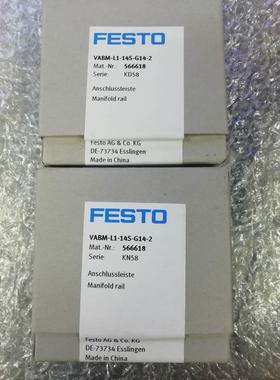 FESTO
VABM-L1-14S-G14-2
Mat.-Nr.: 566618
Serie: KD58
Anschlussleiste
Manifold rail
Festo AG & Co. KG
DE-73734 Esslingen
Made in China
FESTO
VABM-L1-14S-G14-2
Mat.-Nr.: 566618
Serie: KN58
Anschlussleiste
Manifold rail
Festo AG & Co. KG
DE-73734 Esslingen
Made in China